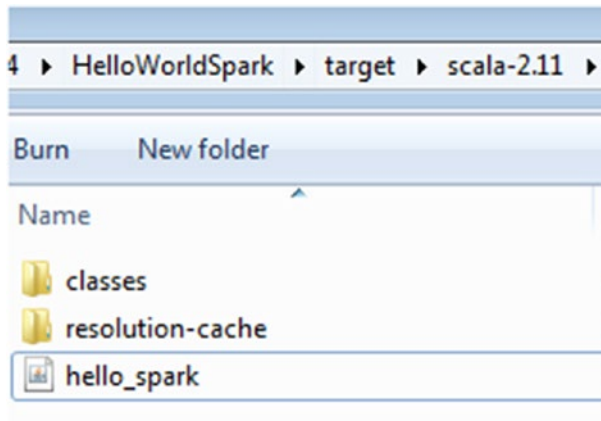 4 HelloWorldSpark target scala-2.11
Burn New folder
Name
classes
resolution-cache
hello_spark